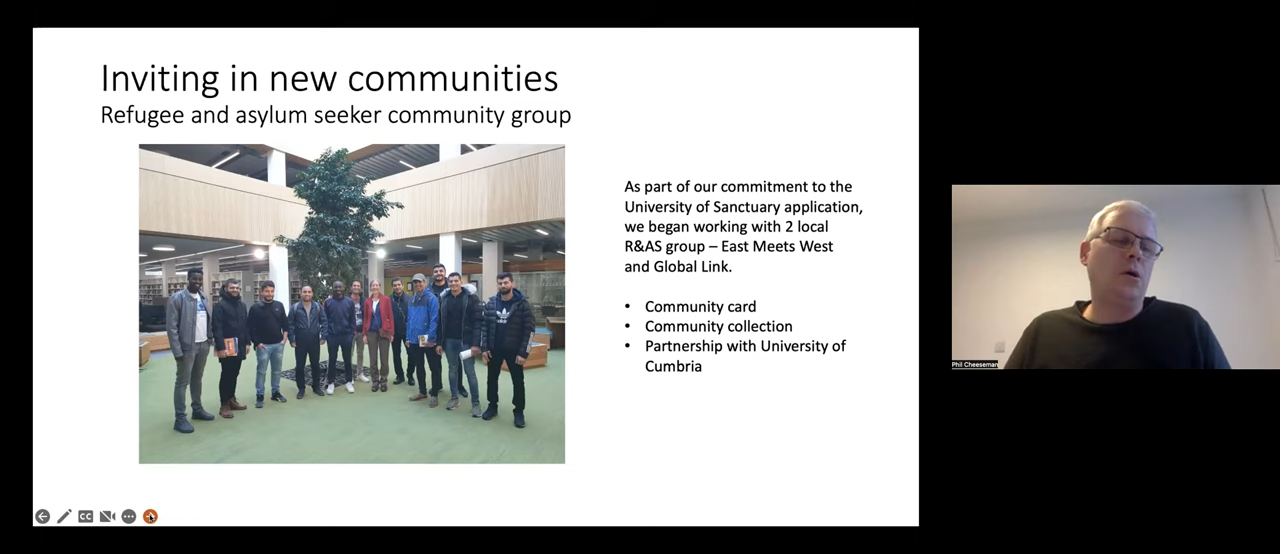 Inviting in new communities
Refugee and asylum seeker community group
As part of our commitment to the
University of Sanctuary application,
we began working with 2 local
R&AS group – East Meets West
and Global Link.
• Community card
• Community collection
• Partnership with University of
Cumbria
Phil Cheeseman
CC
adidas